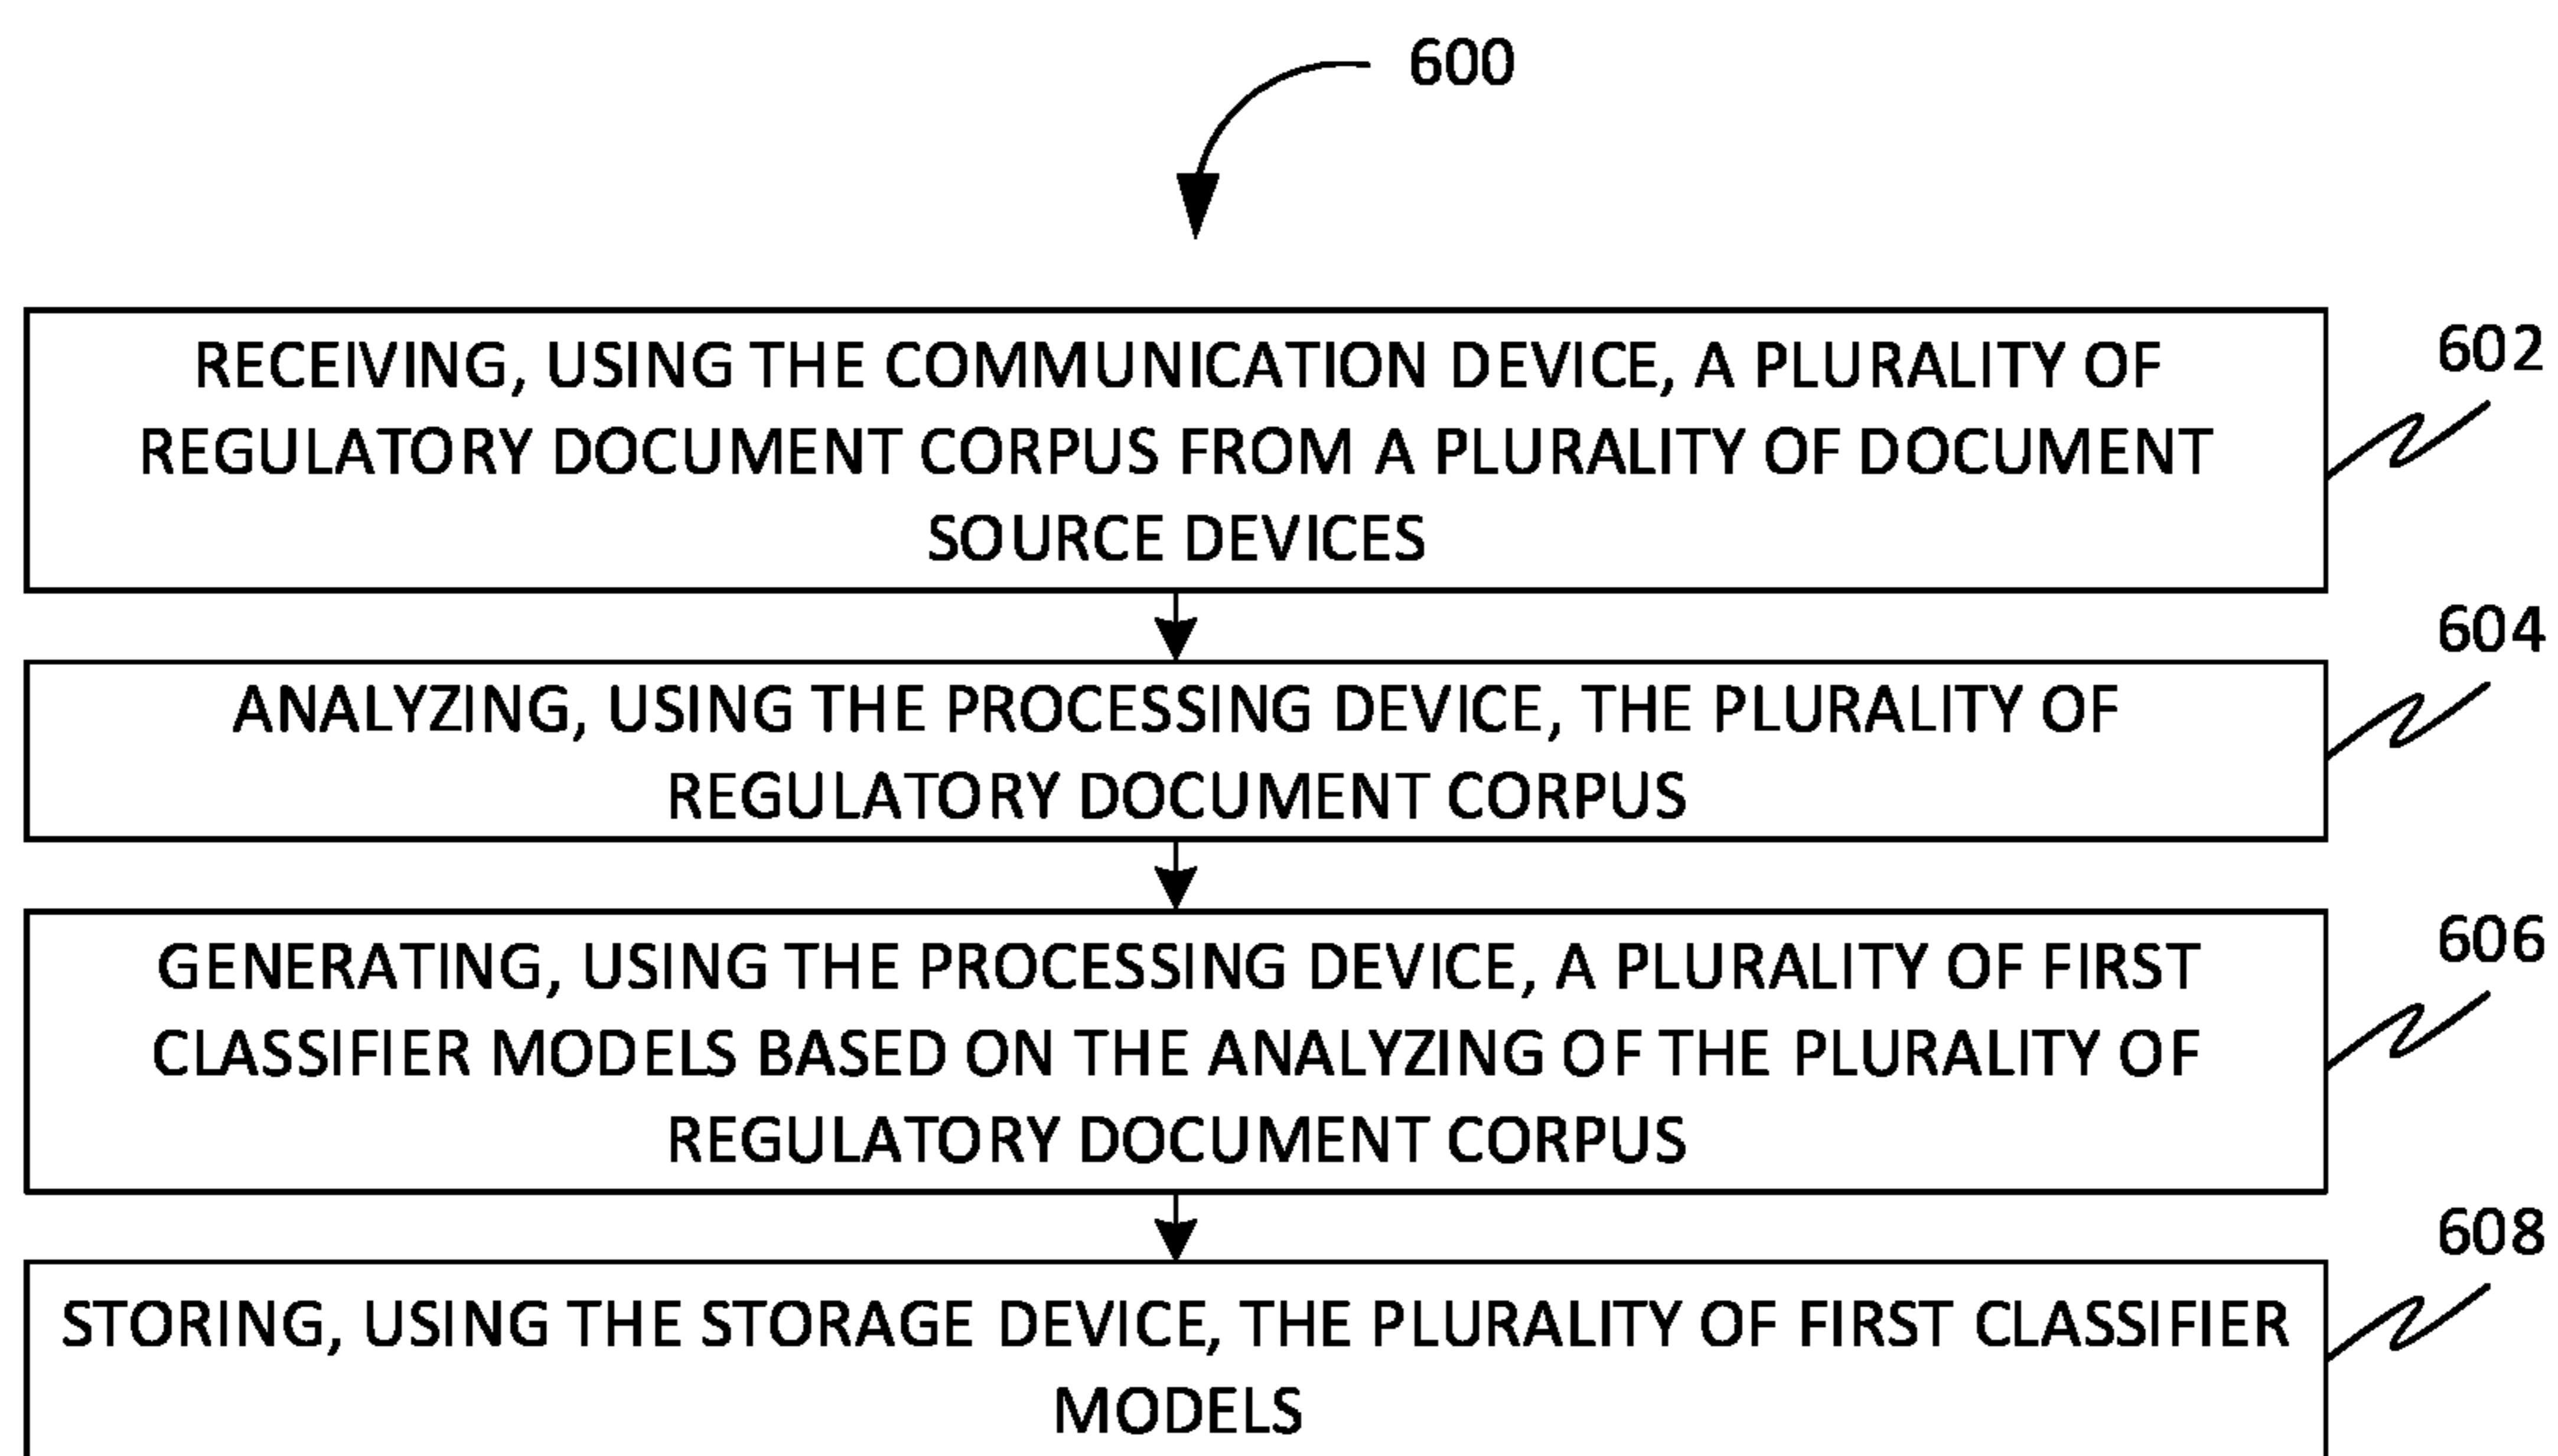 600
RECEIVING, USING THE COMMUNICATION DEVICE, A PLURALITY OF
REGULATORY DOCUMENT CORPUS FROM A PLURALITY OF DOCUMENT
SOURCE DEVICES
602
ANALYZING, USING THE PROCESSING DEVICE, THE PLURALITY OF
REGULATORY DOCUMENT CORPUS
604
GENERATING, USING THE PROCESSING DEVICE, A PLURALITY OF FIRST
CLASSIFIER MODELS BASED ON THE ANALYZING OF THE PLURALITY OF
REGULATORY DOCUMENT CORPUS
606
STORING, USING THE STORAGE DEVICE, THE PLURALITY OF FIRST CLASSIFIER
MODELS
608